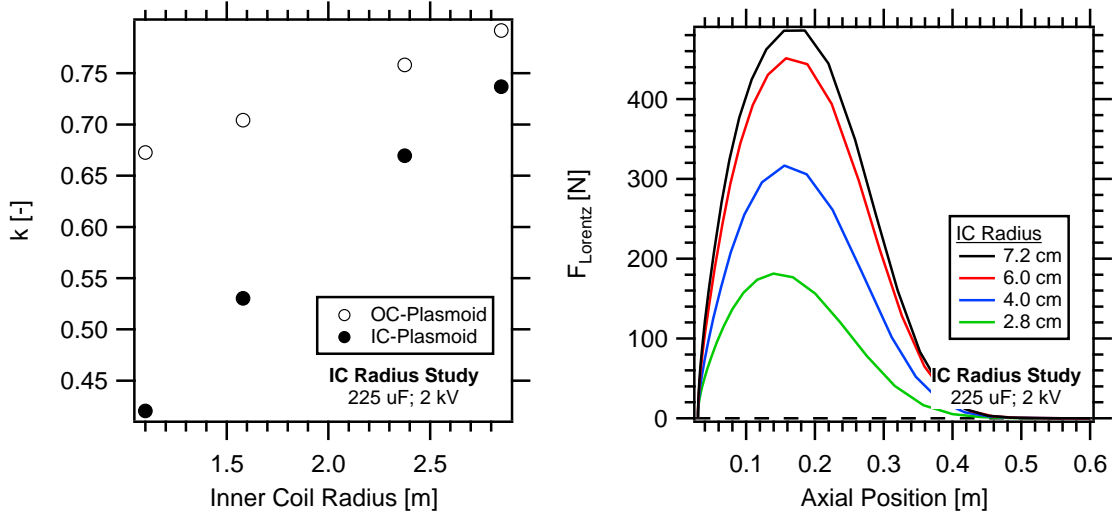 k [-]
0.75
0.70
0.65
0.60
0.55
0.50
0.45
OC-Plasmoid
IC-Plasmoid
IC Radius Study
225 uF; 2 kV
1.5
2.0
2.5
Inner Coil Radius [m]
F_Lorentz [N]
400
300
200
100
0
IC Radius
7.2 cm
6.0 cm
4.0 cm
2.8 cm
IC Radius Study
225 uF; 2 kV
0.1
0.2
0.3
0.4
0.5
0.6
Axial Position [m]